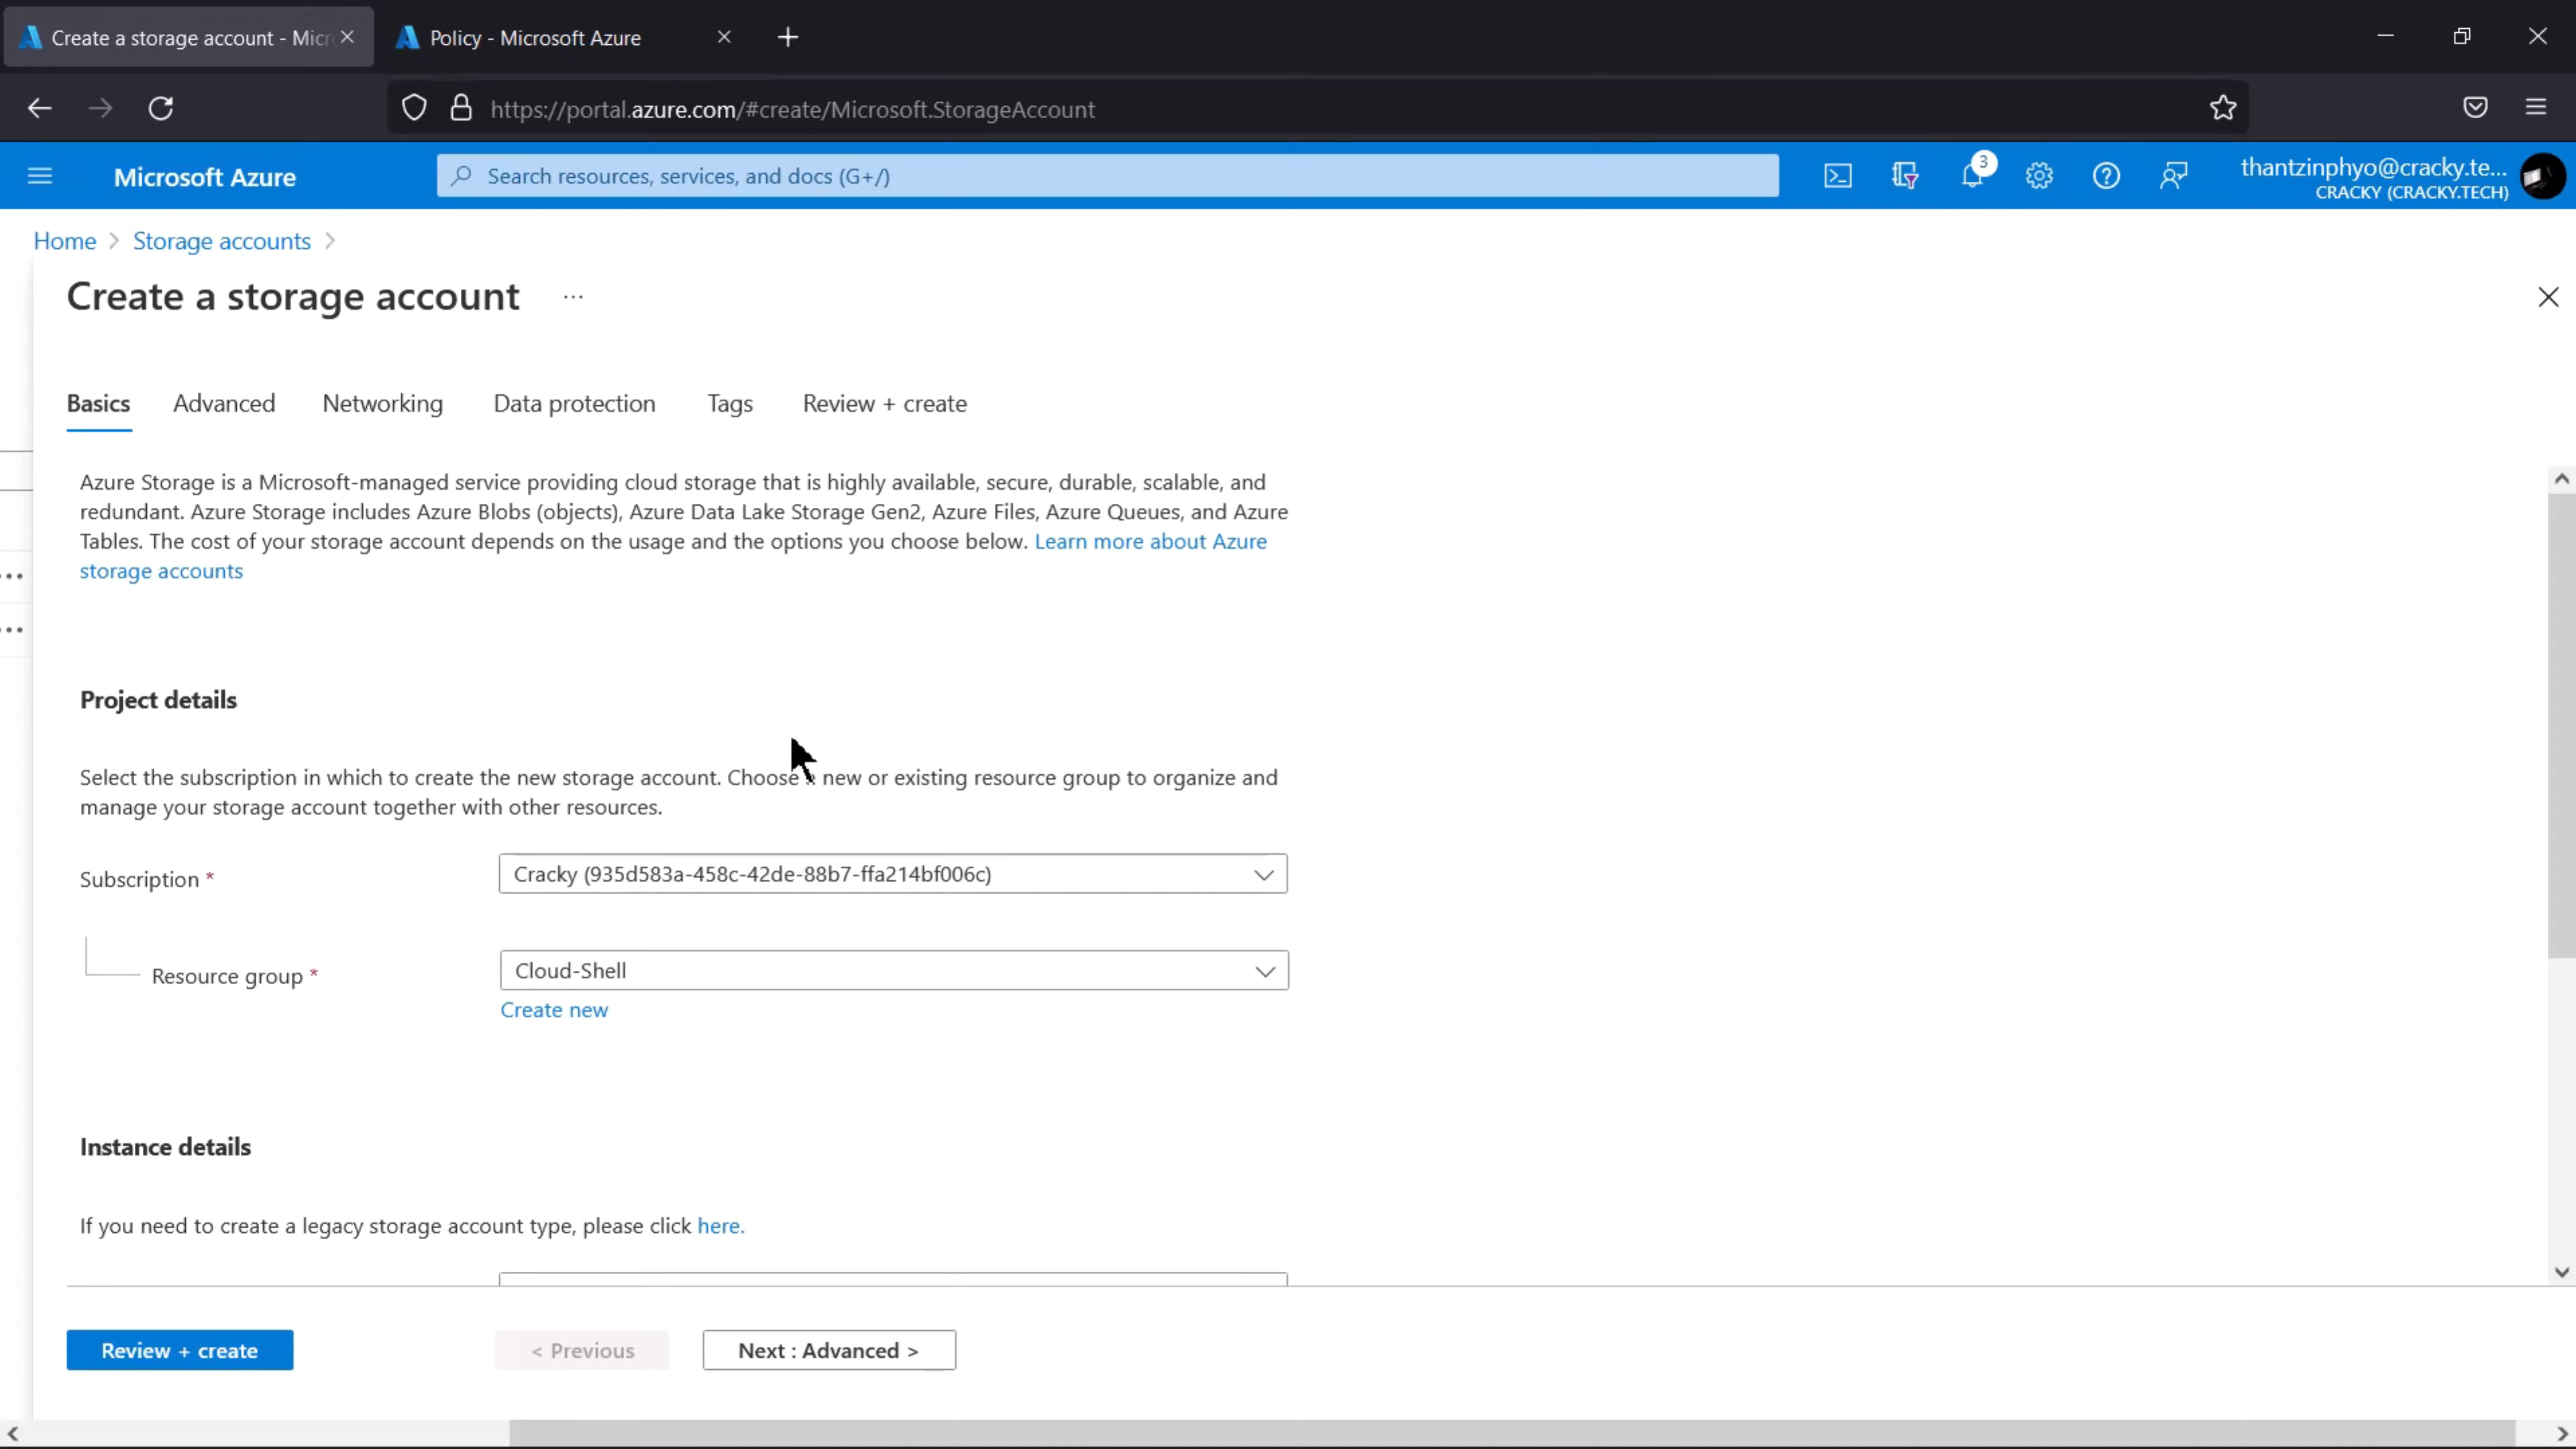 Create a storage account - Micr
Policy - Microsoft Azure
https://portal.azure.com/#create/Microsoft.StorageAccount
Microsoft Azure
Search resources, services, and docs (G+/)
3
thantzinphyo@cracky.te...
CRACKY (CRACKY.TECH)
Home > Storage accounts >
Create a storage account ...
Basics Advanced Networking Data protection Tags Review + create
Azure Storage is a Microsoft-managed service providing cloud storage that is highly available, secure, durable, scalable, and
redundant. Azure Storage includes Azure Blobs (objects), Azure Data Lake Storage Gen2, Azure Files, Azure Queues, and Azure
Tables. The cost of your storage account depends on the usage and the options you choose below. Learn more about Azure
storage accounts
Project details
Select the subscription in which to create the new storage account. Choose new or existing resource group to organize and
manage your storage account together with other resources.
Subscription *
Cracky (935d583a-458c-42de-88b7-ffa214bf006c)
Resource group *
Cloud-Shell
Create new
Instance details
If you need to create a legacy storage account type, please click here.
Review + create
< Previous
Next : Advanced >